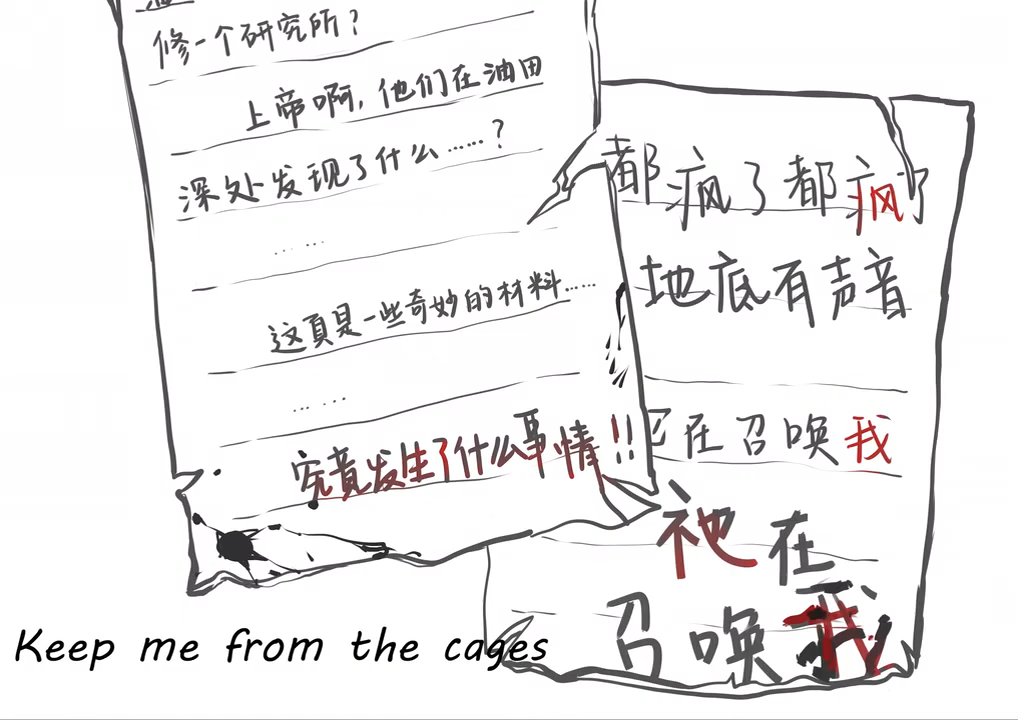 修一个研究所？
上帝啊，他们在油田
深处发现了什么……？
……
这真是一些奇妙的材料……
……
究竟发生了什么事情！！
都疯了都疯了
地底有声音
在召唤我
祂在
召唤我
Keep me from the cages